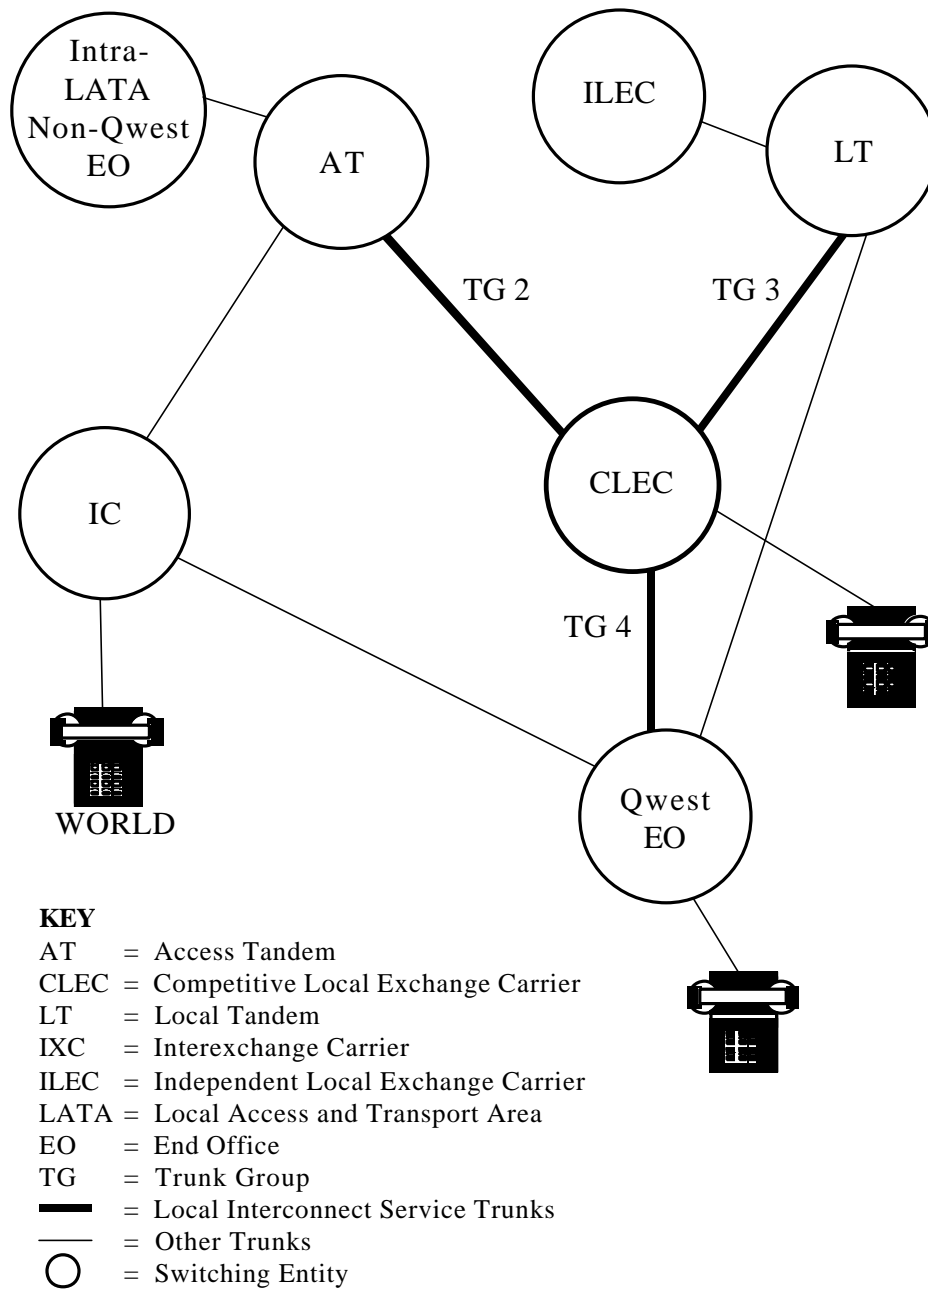 Intra-
LATA
Non-Qwest
EO
AT
ILEC
LT
TG 2
TG 3
CLEC
IC
TG 4
WORLD
Qwest
EO
KEY
AT = Access Tandem
CLEC = Competitive Local Exchange Carrier
LT = Local Tandem
IXC = Interexchange Carrier
ILEC = Independent Local Exchange Carrier
LATA = Local Access and Transport Area
EO = End Office
TG = Trunk Group
= Local Interconnect Service Trunks
= Other Trunks
= Switching Entity